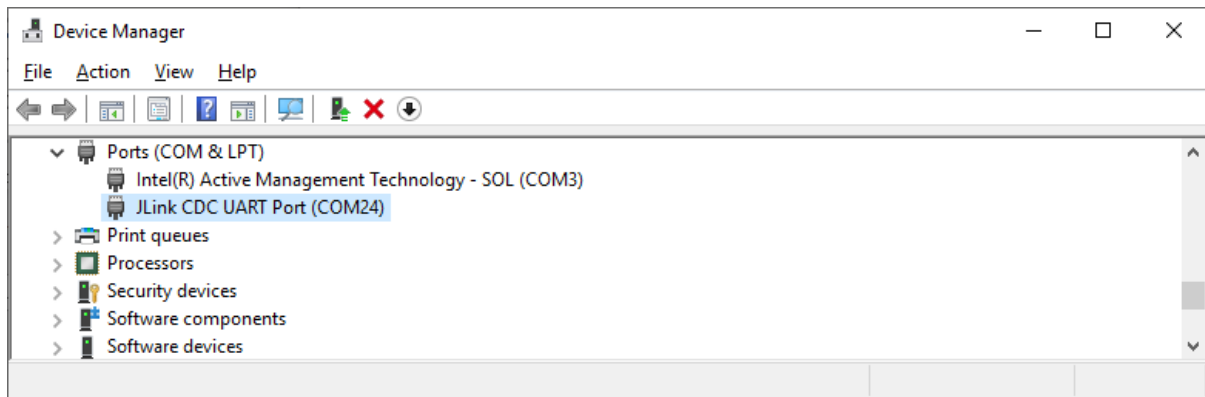 Device Manager
File Action View Help
Ports (COM & LPT)
Intel(R) Active Management Technology - SOL (COM3)
JLink CDC UART Port (COM24)
Print queues
Processors
Security devices
Software components
Software devices